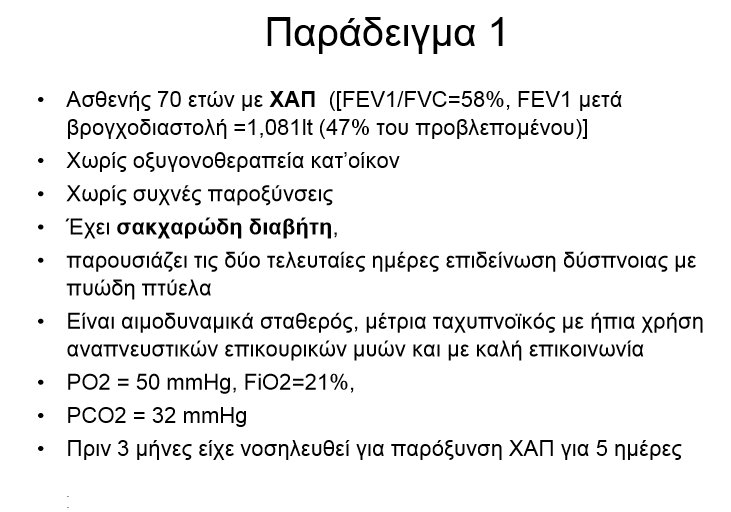 Παράδειγμα 1
• Ασθενής 70 ετών με ΧΑΠ ([FEV1/FVC=58%, FEV1 μετά
βρογχοδιαστολή =1,081lt (47% του προβλεπομένου)]
• Χωρίς οξυγονοθεραπεία κατ’οίκον
• Χωρίς συχνές παροξύνσεις
• Έχει σακχαρώδη διαβήτη,
• παρουσιάζει τις δύο τελευταίες ημέρες επιδείνωση δύσπνοιας με
πυώδη πτύελα
• Είναι αιμοδυναμικά σταθερός, μέτρια ταχυπνοϊκός με ήπια χρήση
αναπνευστικών επικουρικών μυών και με καλή επικοινωνία
• PO2 = 50 mmHg, FiO2=21%,
• PCO2 = 32 mmHg
• Πριν 3 μήνες είχε νοσηλευθεί για παρόξυνση ΧΑΠ για 5 ημέρες